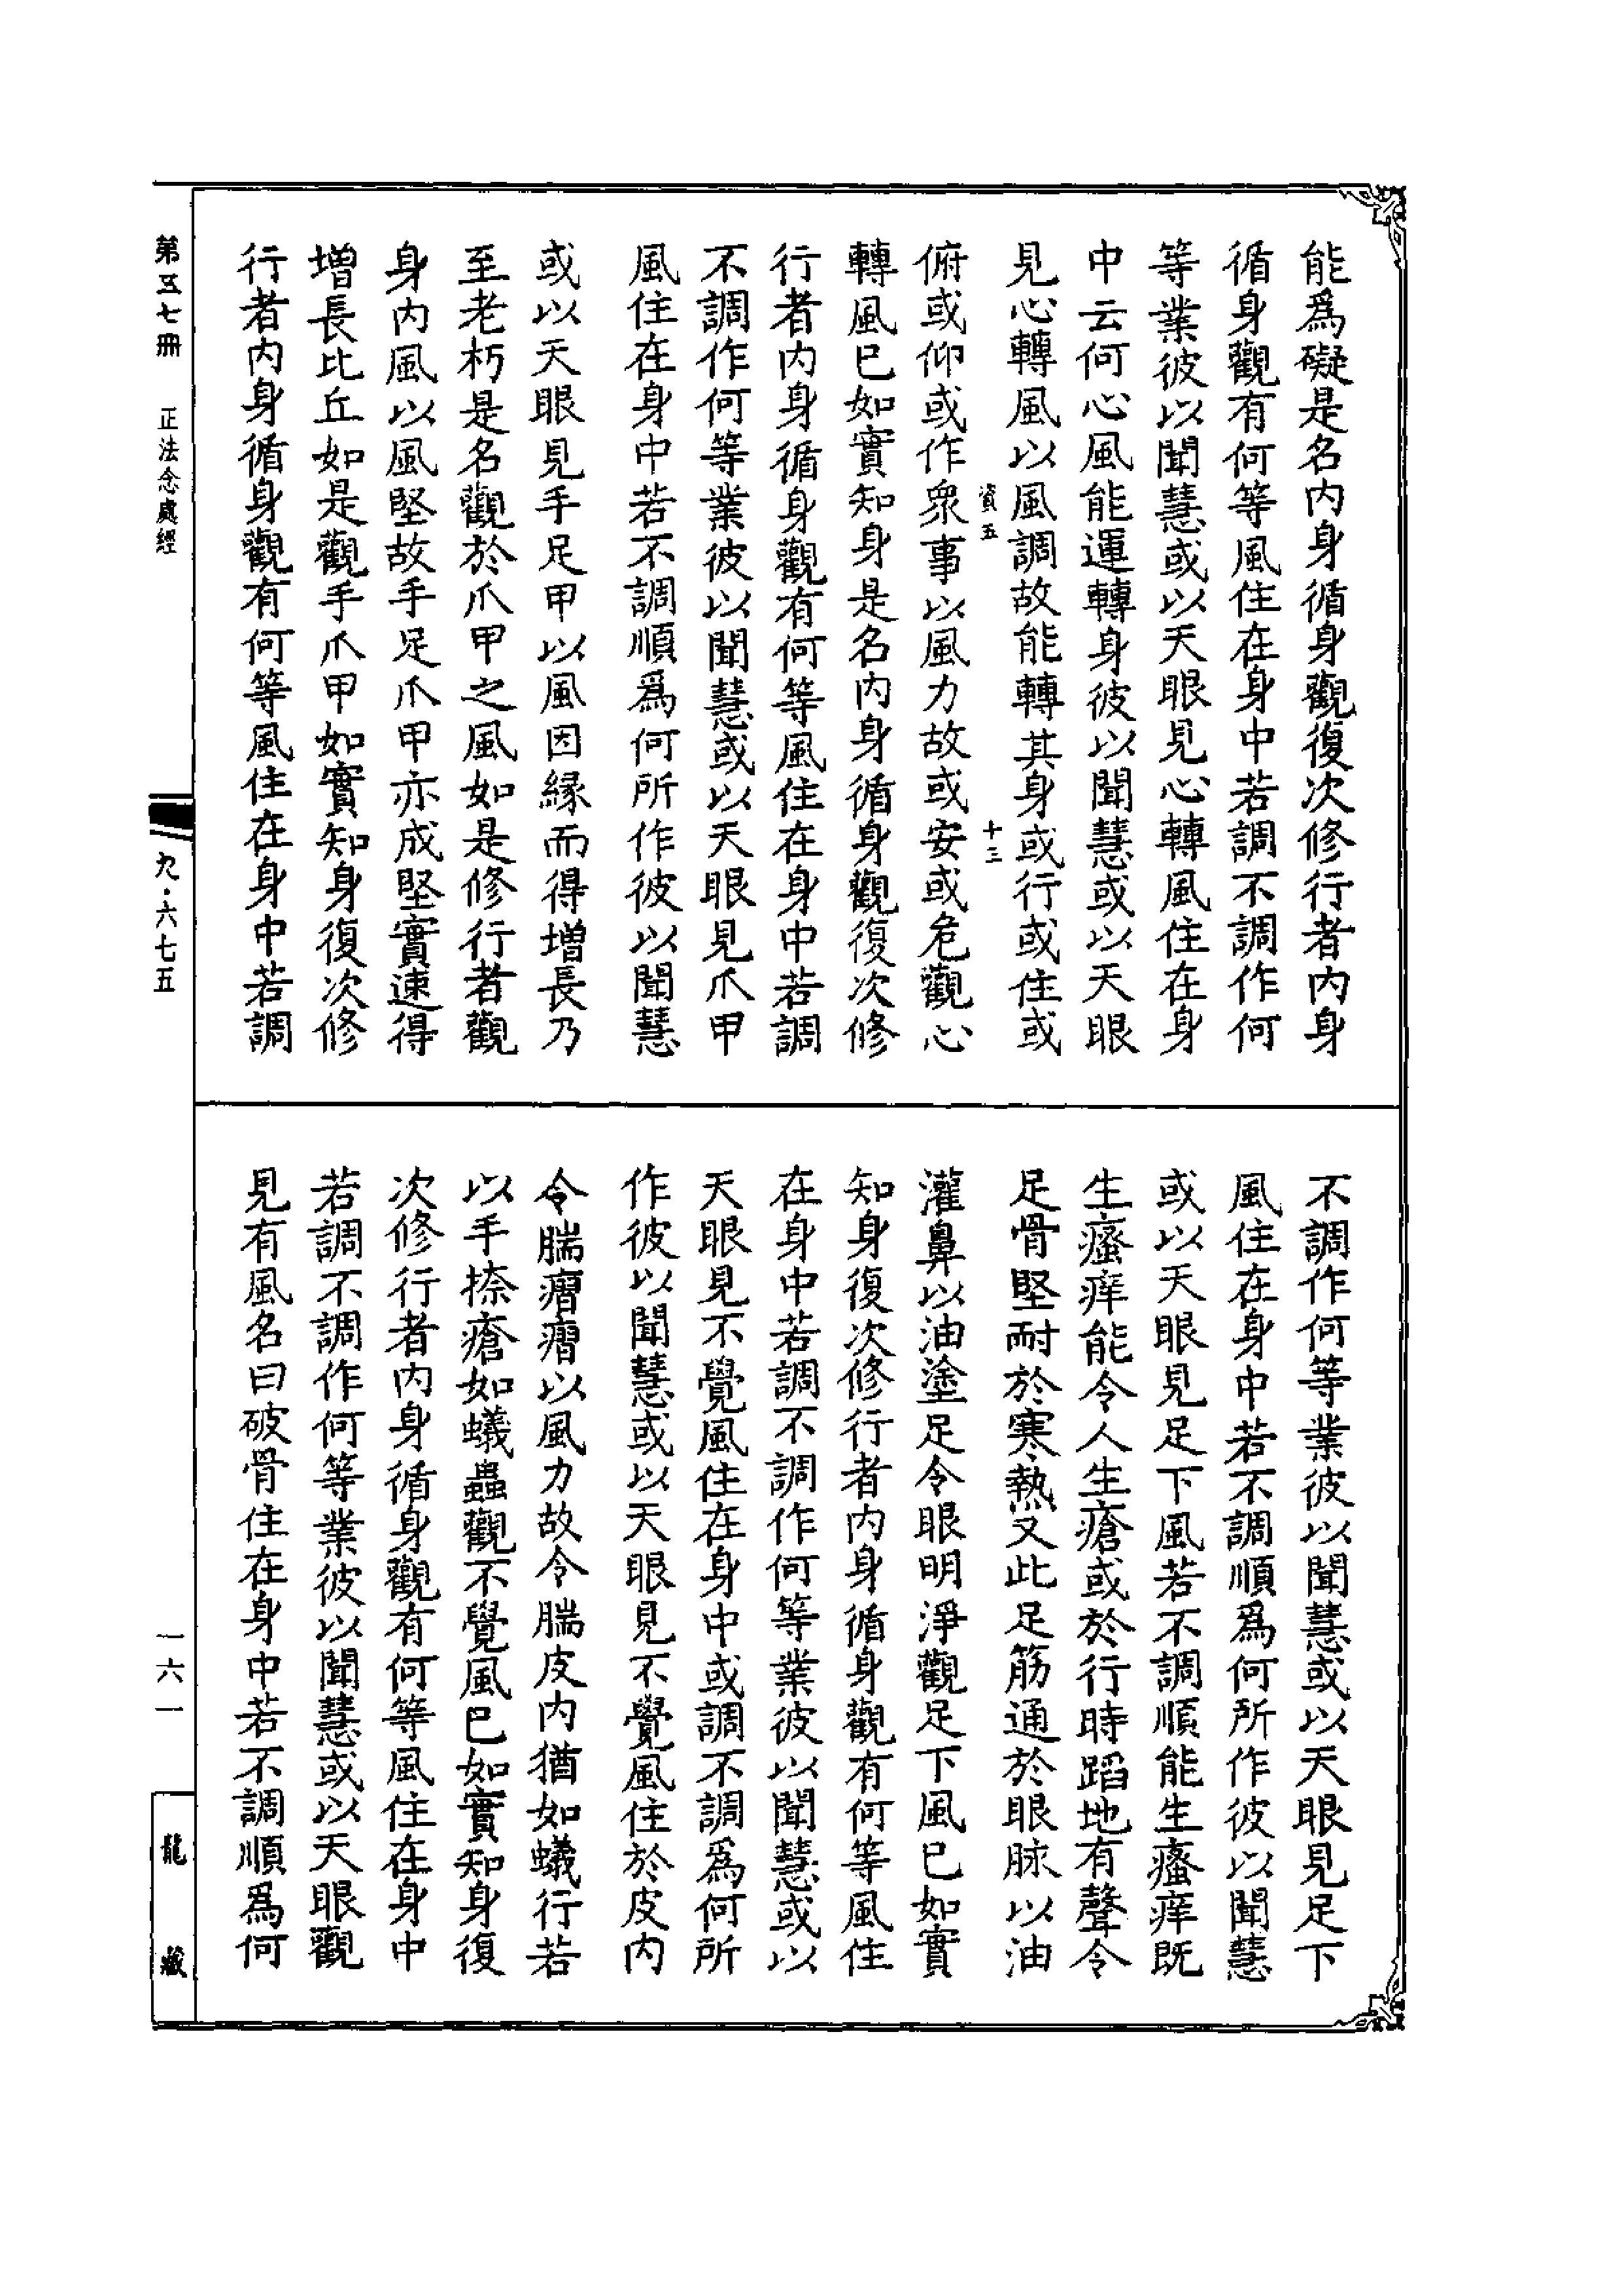 能爲礙是名内身循身觀復次修行者内身
循身觀有何等風住在身中若調不調作何
等業彼以聞慧或以天眼見心轉風住在身
中云何心風能運轉身彼以聞慧或以天眼
見心轉風以風調故能轉其身或行或住或
資五
十三
俯或仰或作衆事以風力故或安或危觀心
轉風已如實知身是名内身循身觀復次修
行者内身循身觀有何等風住在身中若調
不調作何等業彼以聞慧或以天眼見爪甲
風住在身中若不調順爲何所作彼以聞慧
或以天眼見手足甲以風因緣而得增長乃
至老朽是名觀於爪甲之風如是修行者觀
身内風以風堅故手足爪甲亦成堅實速得
增長比丘如是觀手爪甲如實知身復次修
行者内身循身觀有何等風住在身中若調
不調作何等業彼以聞慧或以天眼見足下
風住在身中若不調順爲何所作彼以聞慧
或以天眼見足下風若不調順能生瘙痒既
生瘙痒能令人生瘡或於行時蹈地有聲令
足骨堅耐於寒熱又此足筋通於眼脉以油
灌鼻以油塗足令眼明淨觀足下風已如實
知身復次修行者内身循身觀有何等風住
在身中若調不調作何等業彼以聞慧或以
天眼見不覺風住在身中或調不調爲何所
作彼以聞慧或以天眼見不覺風住於皮内
令腨㿇㿇以風力故令腨皮内猶如蟻行若
以手捺瘡如蟻蟲觀不覺風已如實知身復
次修行者内身循身觀有何等風住在身中
若調不調作何等業彼以聞慧或以天眼觀
見有風名曰破骨住在身中若不調順爲何
第五七冊
正法念處經
九·六七五
一六一
龍藏